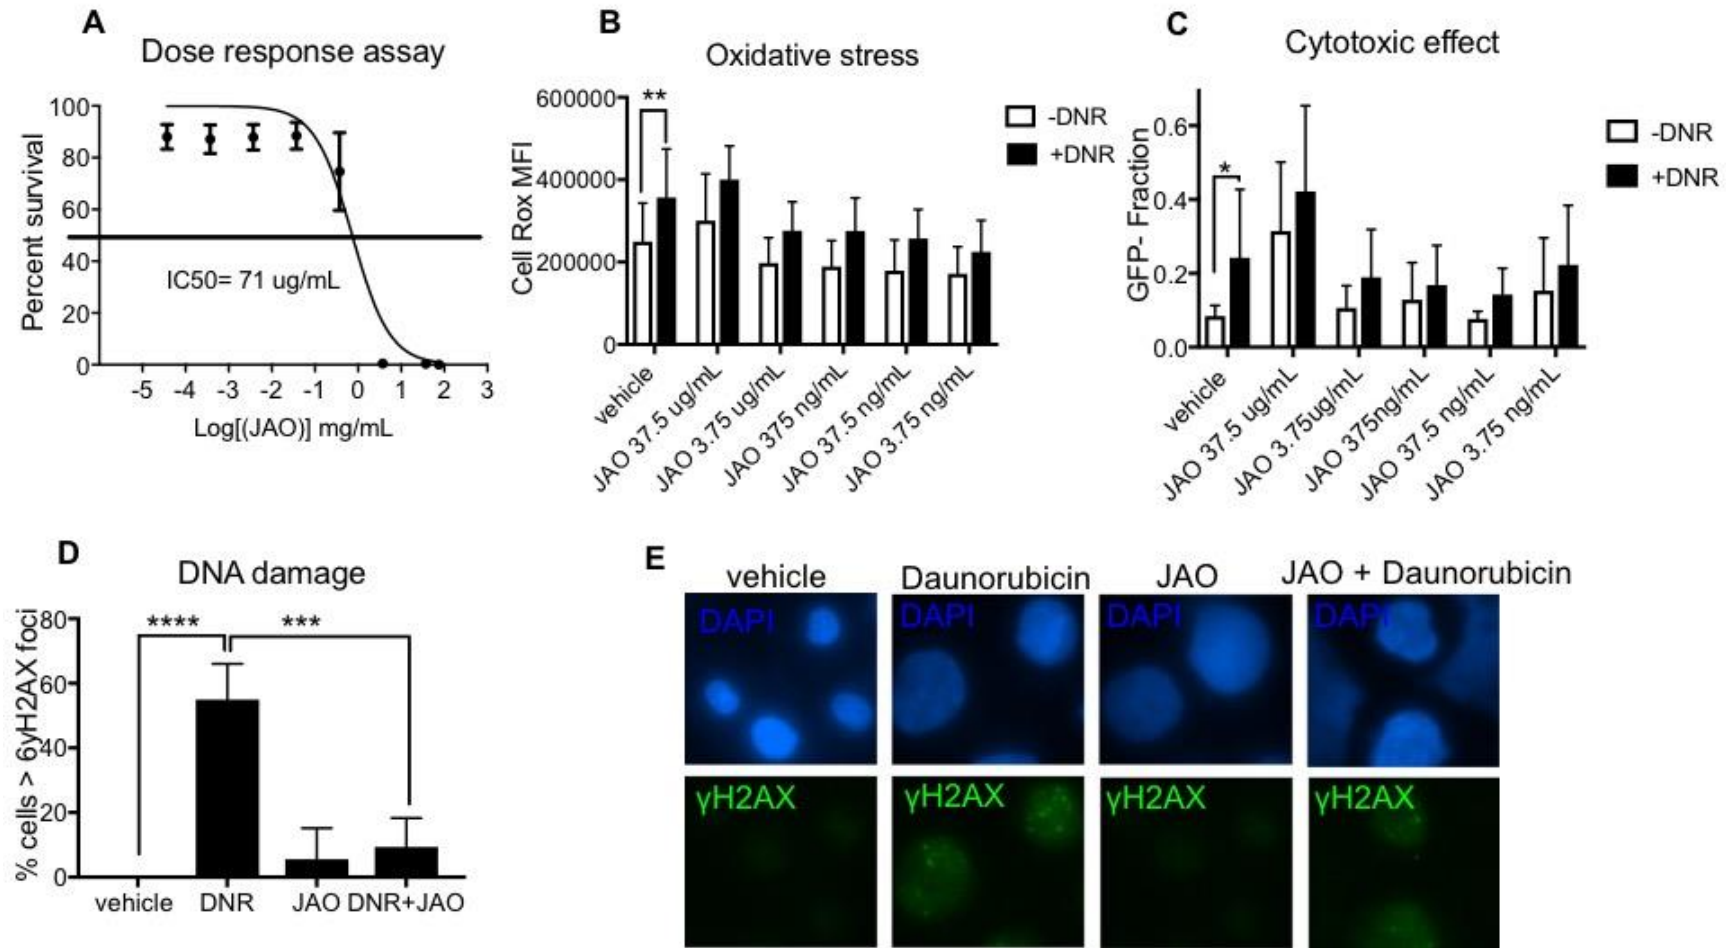 A
Dose response assay
Percent survival
100
80
60
40
20
0
IC50= 71 ug/mL
-5 -4 -3 -2 -1 0 1 2 3
Log[(JAO)] mg/mL
B
Oxidative stress
Cell Rox MFI
600000
400000
200000
0
**
-DNR
+DNR
vehicle
JAO 37.5 ug/mL
JAO 3.75 ug/mL
JAO 375 ng/mL
JAO 37.5 ng/mL
JAO 3.75 ng/mL
C
Cytotoxic effect
GFP- Fraction
0.6
0.4
0.2
0.0
*
-DNR
+DNR
vehicle
JAO 37.5 ug/mL
JAO 3.75ug/mL
JAO 375ng/mL
JAO 37.5 ng/mL
JAO 3.75 ng/mL
D
DNA damage
% cells > 6γH2AX foci
80
60
40
20
0
**** ***
vehicle DNR JAO DNR+JAO
E
vehicle Daunorubicin JAO JAO + Daunorubicin
DAPI DAPI DAPI DAPI
γH2AX γH2AX γH2AX γH2AX